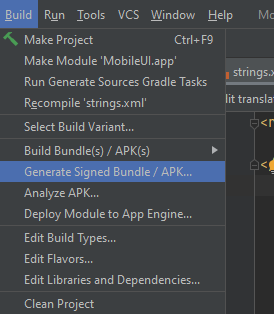 Build Run Tools VCS Window Help
Make Project Ctrl+F9
Make Module 'MobileUI.app'
Run Generate Sources Gradle Tasks
Recompile 'strings.xml'
strings.x
Select Build Variant...
dit transla
Build Bundle(s) / APK(s)
Generate Signed Bundle / APK...
Analyze APK...
Deploy Module to App Engine...
Edit Build Types...
Edit Flavors...
Edit Libraries and Dependencies...
Clean Project